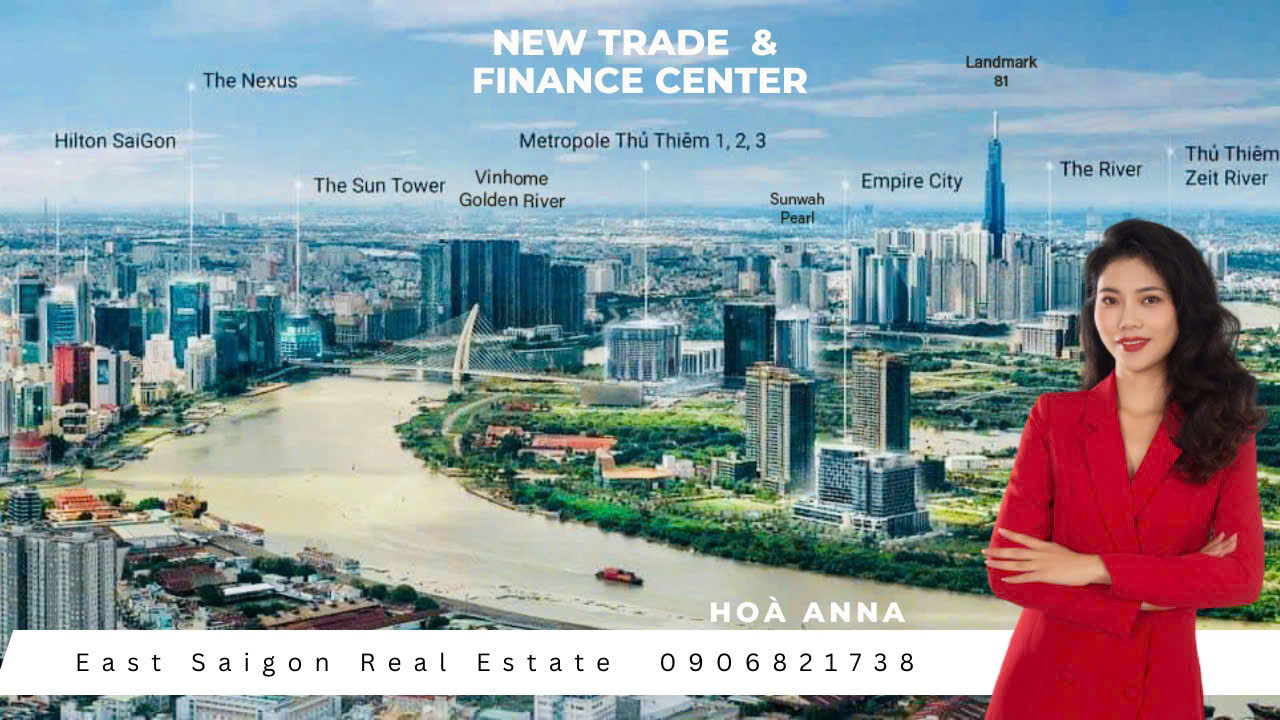 NEW TRADE & 
FINANCE CENTER
Landmark
81
The Nexus
Hilton SaiGon
Metropole Thủ Thiêm 1, 2, 3
The Sun Tower
Vinhome
Golden River
Sunwah
Pearl
Empire City
The River
Thủ Thiêm
Zeit River
HOÀ ANNA
East Saigon Real Estate 0906821738